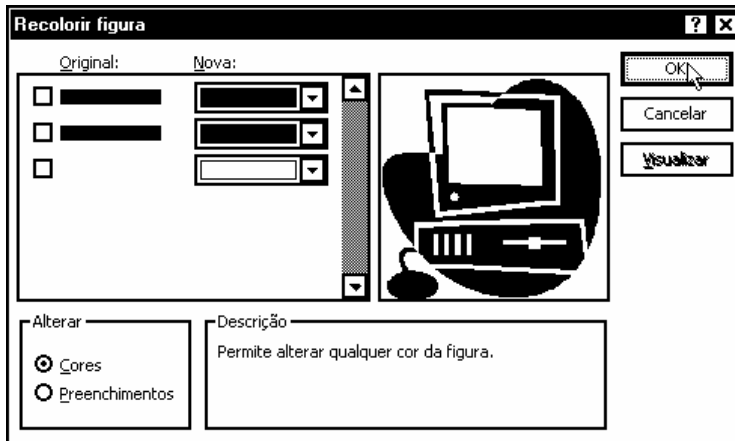 Recolorir figura
Original: Nova:
OK
Cancelar
Visualizar
Alterar
Cores
Preenchimentos
Descrição
Permite alterar qualquer cor da figura.